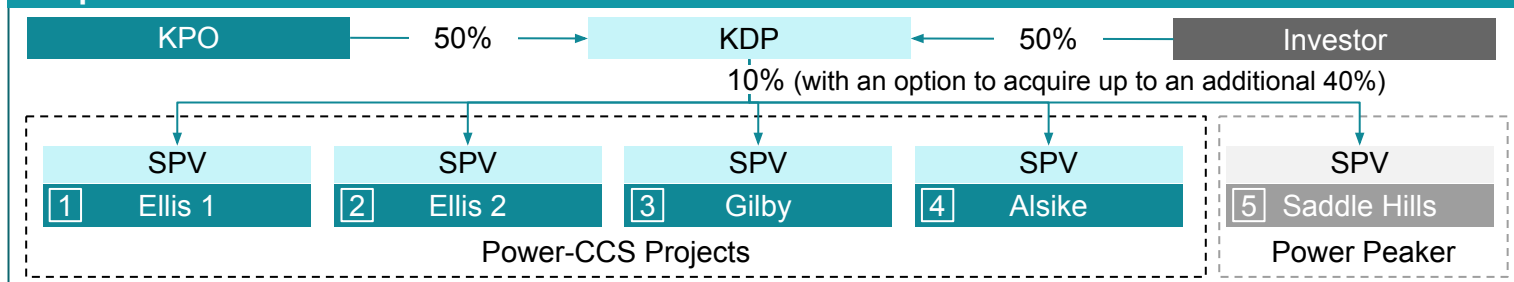 KPO 50% KDP 50% Investor
10% (with an option to acquire up to an additional 40%)
SPV SPV SPV SPV SPV
1 Ellis 1 2 Ellis 2 3 Gilby 4 Alsike 5 Saddle Hills
Power-CCS Projects Power Peaker